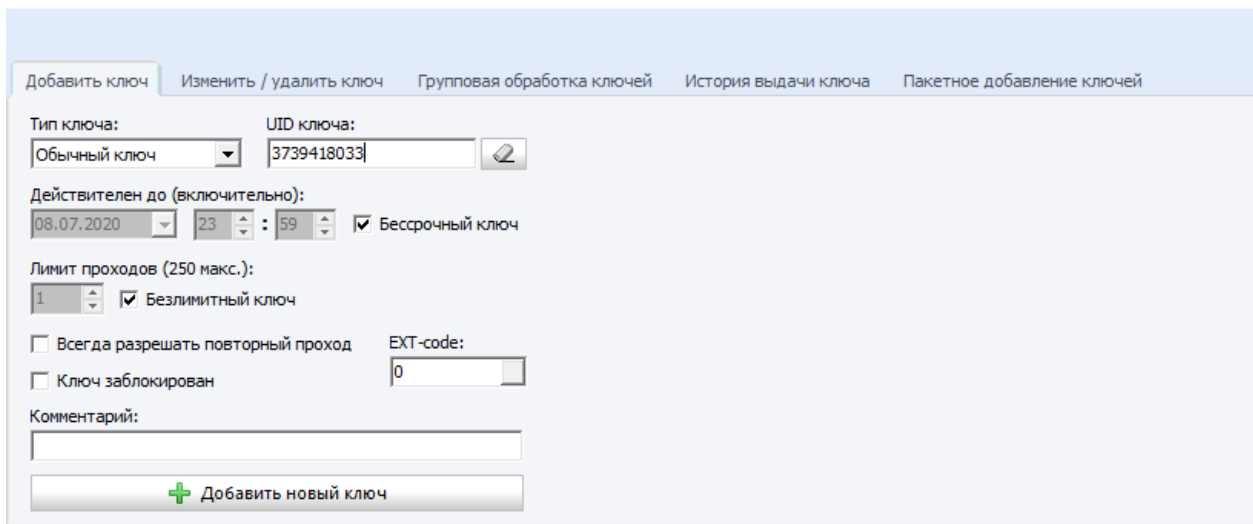 Добавить ключ Изменить / удалить ключ Групповая обработка ключей История выдачи ключа Пакетное добавление ключей
Тип ключа: UID ключа:
Обычный ключ 3739418033
Действителен до (включительно):
08.07.2020 23 : 59 Бессрочный ключ
Лимит проходов (250 макс.):
1 Безлимитный ключ
Всегда разрешать повторный проход EXT-code:
0
Ключ заблокирован
Комментарий:
Добавить новый ключ